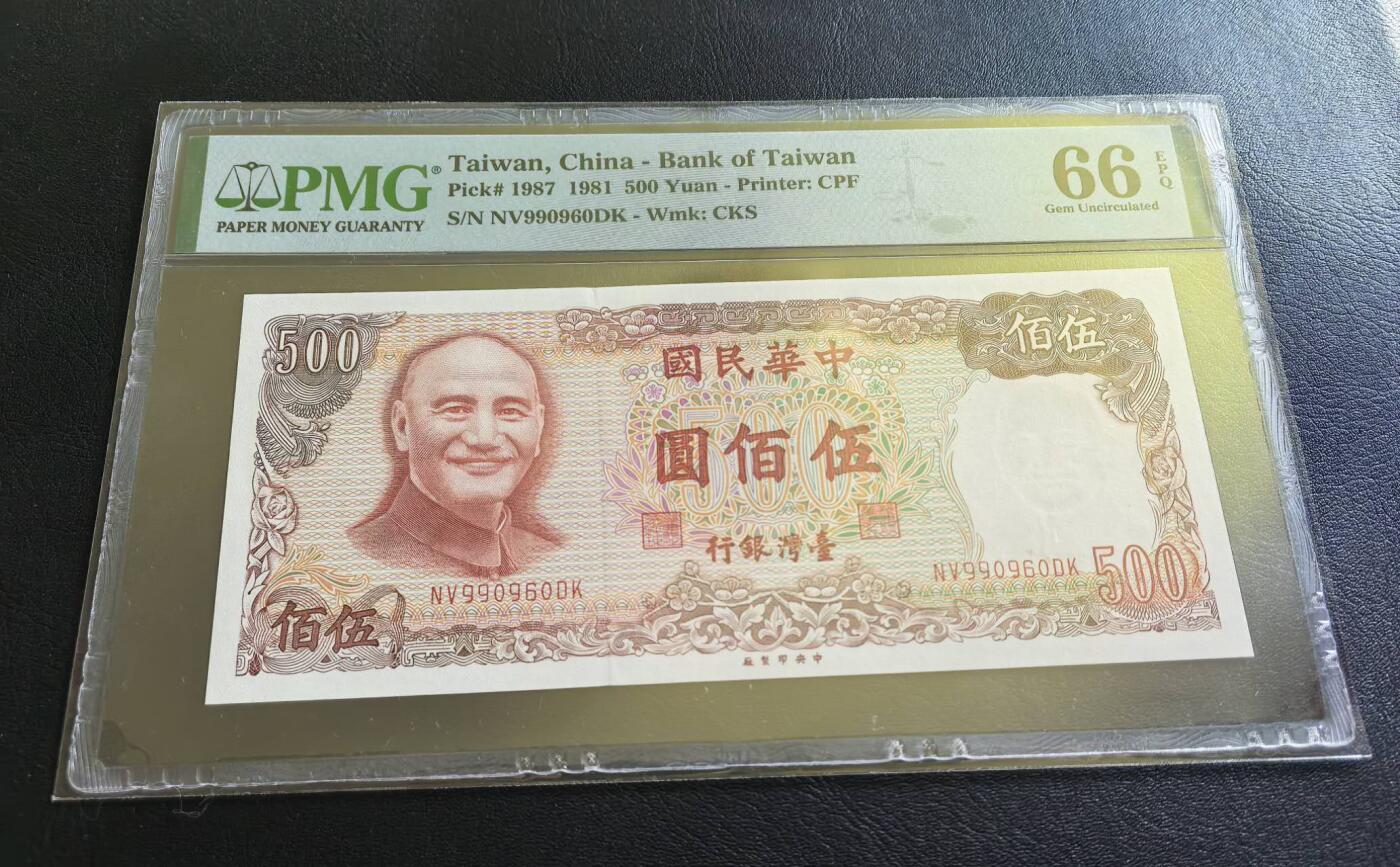 PMG®
PAPER MONEY GUARANTY
Taiwan, China - Bank of Taiwan
Pick# 1987 1981 500 Yuan - Printer: CPF
S/N NV990960DK - Wmk: CKS
66
EPQ
Gem Uncirculated
500
國民華中
佰伍
500
圓佰伍
行銀灣臺
NV990960DK
NV990960DK
500
佰伍
廠製印央中